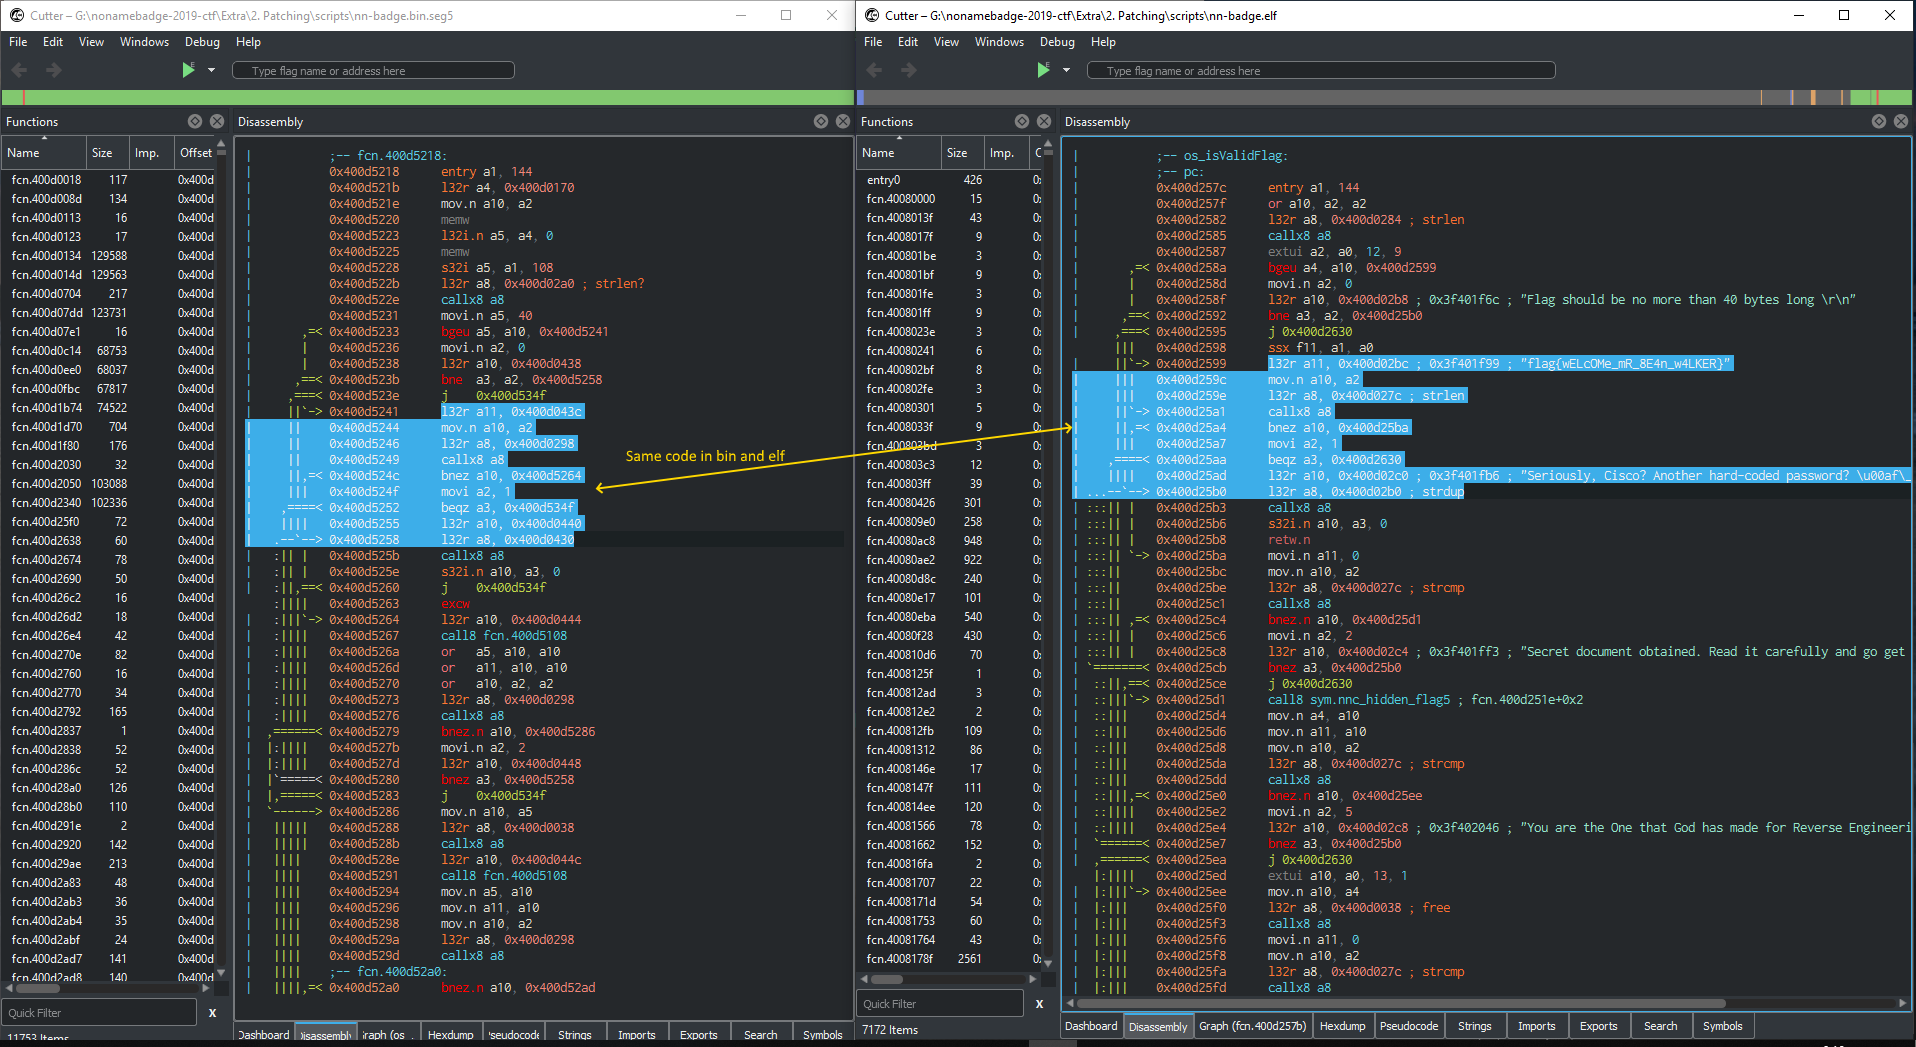 Cutter – G:\nonamebadge-2019-ctf\Extra\2. Patching\scripts\nn-badge.bin.seg5
File Edit View Windows Debug Help
Type flag name or address here
Functions
Name Size Imp. Offset
fcn.400d0018 117 0x400d
fcn.400d008d 134 0x400d
fcn.400d0113 16 0x400d
fcn.400d0123 17 0x400d
fcn.400d0134 129588 0x400d
fcn.400d014d 129563 0x400d
fcn.400d0704 217 0x400d
fcn.400d07dd 123731 0x400d
fcn.400d07e1 16 0x400d
fcn.400d0c14 68753 0x400d
fcn.400d0ee0 68037 0x400d
fcn.400d0fbc 67817 0x400d
fcn.400d1b74 74522 0x400d
fcn.400d1d70 704 0x400d
fcn.400d1f80 176 0x400d
fcn.400d2030 32 0x400d
fcn.400d2050 103088 0x400d
fcn.400d2340 102336 0x400d
fcn.400d25f0 72 0x400d
fcn.400d2638 60 0x400d
fcn.400d2674 78 0x400d
fcn.400d2690 50 0x400d
fcn.400d26c2 16 0x400d
fcn.400d26d2 18 0x400d
fcn.400d26e4 42 0x400d
fcn.400d270e 82 0x400d
fcn.400d2760 16 0x400d
fcn.400d2770 34 0x400d
fcn.400d2792 165 0x400d
fcn.400d2837 1 0x400d
fcn.400d2838 52 0x400d
fcn.400d286c 52 0x400d
fcn.400d28a0 126 0x400d
fcn.400d28b0 110 0x400d
fcn.400d291e 2 0x400d
fcn.400d2920 142 0x400d
fcn.400d29ae 213 0x400d
fcn.400d2a83 48 0x400d
fcn.400d2ab3 36 0x400d
fcn.400d2ab4 35 0x400d
fcn.400d2abf 24 0x400d
fcn.400d2ad7 141 0x400d
fcn.400d2ad8 140 0x400d
Quick Filter x
11753 Items
Disassembly
;-- fcn.400d5218:
0x400d5218 entry a1, 144
0x400d521b l32r a4, 0x400d0170
0x400d521e mov.n a10, a2
0x400d5220 memw
0x400d5223 l32i.n a5, a4, 0
0x400d5225 memw
0x400d5228 s32i a5, a1, 108
0x400d522b l32r a8, 0x400d02a0 ; strlen?
0x400d522e callx8 a8
0x400d5231 movi.n a5, 40
0x400d5233 bgeu a5, a10, 0x400d5241
0x400d5236 movi.n a2, 0
0x400d5238 l32r a10, 0x400d0438
0x400d523b bne a3, a2, 0x400d5258
0x400d523e j 0x400d534f
0x400d5241 l32r a11, 0x400d043c
0x400d5244 mov.n a10, a2
0x400d5246 l32r a8, 0x400d0298
0x400d5249 callx8 a8
0x400d524c bnez a10, 0x400d5264
0x400d524f movi a2, 1
0x400d5252 beqz a3, 0x400d534f
0x400d5255 l32r a10, 0x400d0440
0x400d5258 l32r a8, 0x400d0430
0x400d525b callx8 a8
0x400d525e s32i.n a10, a3, 0
0x400d5260 j 0x400d534f
0x400d5263 excw
0x400d5264 l32r a10, 0x400d0444
0x400d5267 call8 fcn.400d5108
0x400d526a or a5, a10, a10
0x400d526d or a11, a10, a10
0x400d5270 or a10, a2, a2
0x400d5273 l32r a8, 0x400d0298
0x400d5276 callx8 a8
0x400d5279 bnez.n a10, 0x400d5286
0x400d527b movi.n a2, 2
0x400d527d l32r a10, 0x400d0448
0x400d5280 bnez a3, 0x400d5258
0x400d5283 j 0x400d534f
0x400d5286 mov.n a10, a5
0x400d5288 l32r a8, 0x400d0038
0x400d528b callx8 a8
0x400d528e l32r a10, 0x400d044c
0x400d5291 call8 fcn.400d5108
0x400d5294 mov.n a5, a10
0x400d5296 mov.n a11, a10
0x400d5298 mov.n a10, a2
0x400d529a l32r a8, 0x400d0298
0x400d529d callx8 a8
;-- fcn.400d52a0:
0x400d52a0 bnez.n a10, 0x400d52ad
Dashboard Disassembly Graph (os Hexdump Pseudocode Strings Imports Exports Search Symbols
Same code in bin and elf
Cutter – G:\nonamebadge-2019-ctf\Extra\2. Patching\scripts\nn-badge.elf
File Edit View Windows Debug Help
Type flag name or address here
Functions
Name Size Imp.
entry0 426 0x
fcn.40080000 15 0x
fcn.4008013f 43 0x
fcn.4008017f 9 0x
fcn.400801be 3 0x
fcn.400801bf 9 0x
fcn.400801fe 3 0x
fcn.400801ff 9 0x
fcn.4008023e 3 0x
fcn.40080241 6 0x
fcn.400802bf 8 0x
fcn.400802fe 3 0x
fcn.40080301 5 0x
fcn.4008033f 9 0x
fcn.400803bd 3 0x
fcn.400803c3 12 0x
fcn.400803ff 39 0x
fcn.40080426 301 0x
fcn.400809e0 258 0x
fcn.40080ac8 948 0x
fcn.40080ae2 922 0x
fcn.40080d8c 240 0x
fcn.40080e17 101 0x
fcn.40080eba 540 0x
fcn.40080f28 430 0x
fcn.400810d6 70 0x
fcn.4008125f 1 0x
fcn.400812ad 3 0x
fcn.400812e2 2 0x
fcn.400812fb 109 0x
fcn.40081312 86 0x
fcn.4008146e 17 0x
fcn.4008147f 111 0x
fcn.400814ee 120 0x
fcn.40081566 78 0x
fcn.40081662 152 0x
fcn.400816fa 2 0x
fcn.40081707 22 0x
fcn.4008171d 54 0x
fcn.40081753 60 0x
fcn.40081764 43 0x
fcn.4008178f 2561 0x
Quick Filter x
7172 Items
Disassembly
;-- os_isValidFlag:
;-- pc:
0x400d257c entry a1, 144
0x400d257f or a10, a2, a2
0x400d2582 l32r a8, 0x400d0284 ; strlen
0x400d2585 callx8 a8
0x400d2587 extui a2, a0, 12, 9
0x400d258a bgeu a4, a10, 0x400d2599
0x400d258d movi.n a2, 0
0x400d258f l32r a10, 0x400d02b8 ; 0x3f401f6c ; "Flag should be no more than 40 bytes long \r\n"
0x400d2592 bne a3, a2, 0x400d25b0
0x400d2595 j 0x400d2630
0x400d2598 ssx f11, a1, a0
0x400d2599 l32r a11, 0x400d02bc ; 0x3f401f99 ; "flag{wELcOMe_mR_8E4n_w4LKER}"
0x400d259c mov.n a10, a2
0x400d259e l32r a8, 0x400d027c ; strlen
0x400d25a1 callx8 a8
0x400d25a4 bnez a10, 0x400d25ba
0x400d25a7 movi a2, 1
0x400d25aa beqz a3, 0x400d2630
0x400d25ad l32r a10, 0x400d02c0 ; 0x3f401fb6 ; "Seriously, Cisco? Another hard-coded password? \u00af\_
0x400d25b0 l32r a8, 0x400d02b0 ; strdup
0x400d25b3 callx8 a8
0x400d25b6 s32i.n a10, a3, 0
0x400d25b8 retw.n
0x400d25ba movi.n a11, 0
0x400d25bc mov.n a10, a2
0x400d25be l32r a8, 0x400d027c ; strcmp
0x400d25c1 callx8 a8
0x400d25c4 bnez.n a10, 0x400d25d1
0x400d25c6 movi.n a2, 2
0x400d25c8 l32r a10, 0x400d02c4 ; 0x3f401ff3 ; "Secret document obtained. Read it carefully and go get
0x400d25cb bnez a3, 0x400d25b0
0x400d25ce j 0x400d2630
0x400d25d1 call8 sym.nnc_hidden_flag5 ; fcn.400d251e+0x2
0x400d25d4 mov.n a4, a10
0x400d25d6 mov.n a11, a10
0x400d25d8 mov.n a10, a2
0x400d25da l32r a8, 0x400d027c ; strcmp
0x400d25dd callx8 a8
0x400d25e0 bnez.n a10, 0x400d25ee
0x400d25e2 movi.n a2, 5
0x400d25e4 l32r a10, 0x400d02c8 ; 0x3f402046 ; "You are the One that God has made for Reverse Engineeri
0x400d25e7 bnez a3, 0x400d25b0
0x400d25ea j 0x400d2630
0x400d25ed extui a10, a0, 13, 1
0x400d25ee mov.n a10, a4
0x400d25f0 l32r a8, 0x400d0038 ; free
0x400d25f3 callx8 a8
0x400d25f6 movi.n a11, 0
0x400d25f8 mov.n a10, a2
0x400d25fa l32r a8, 0x400d027c ; strcmp
0x400d25fd callx8 a8
Dashboard Disassembly Graph (fcn.400d257b) Hexdump Pseudocode Strings Imports Exports Search Symbols